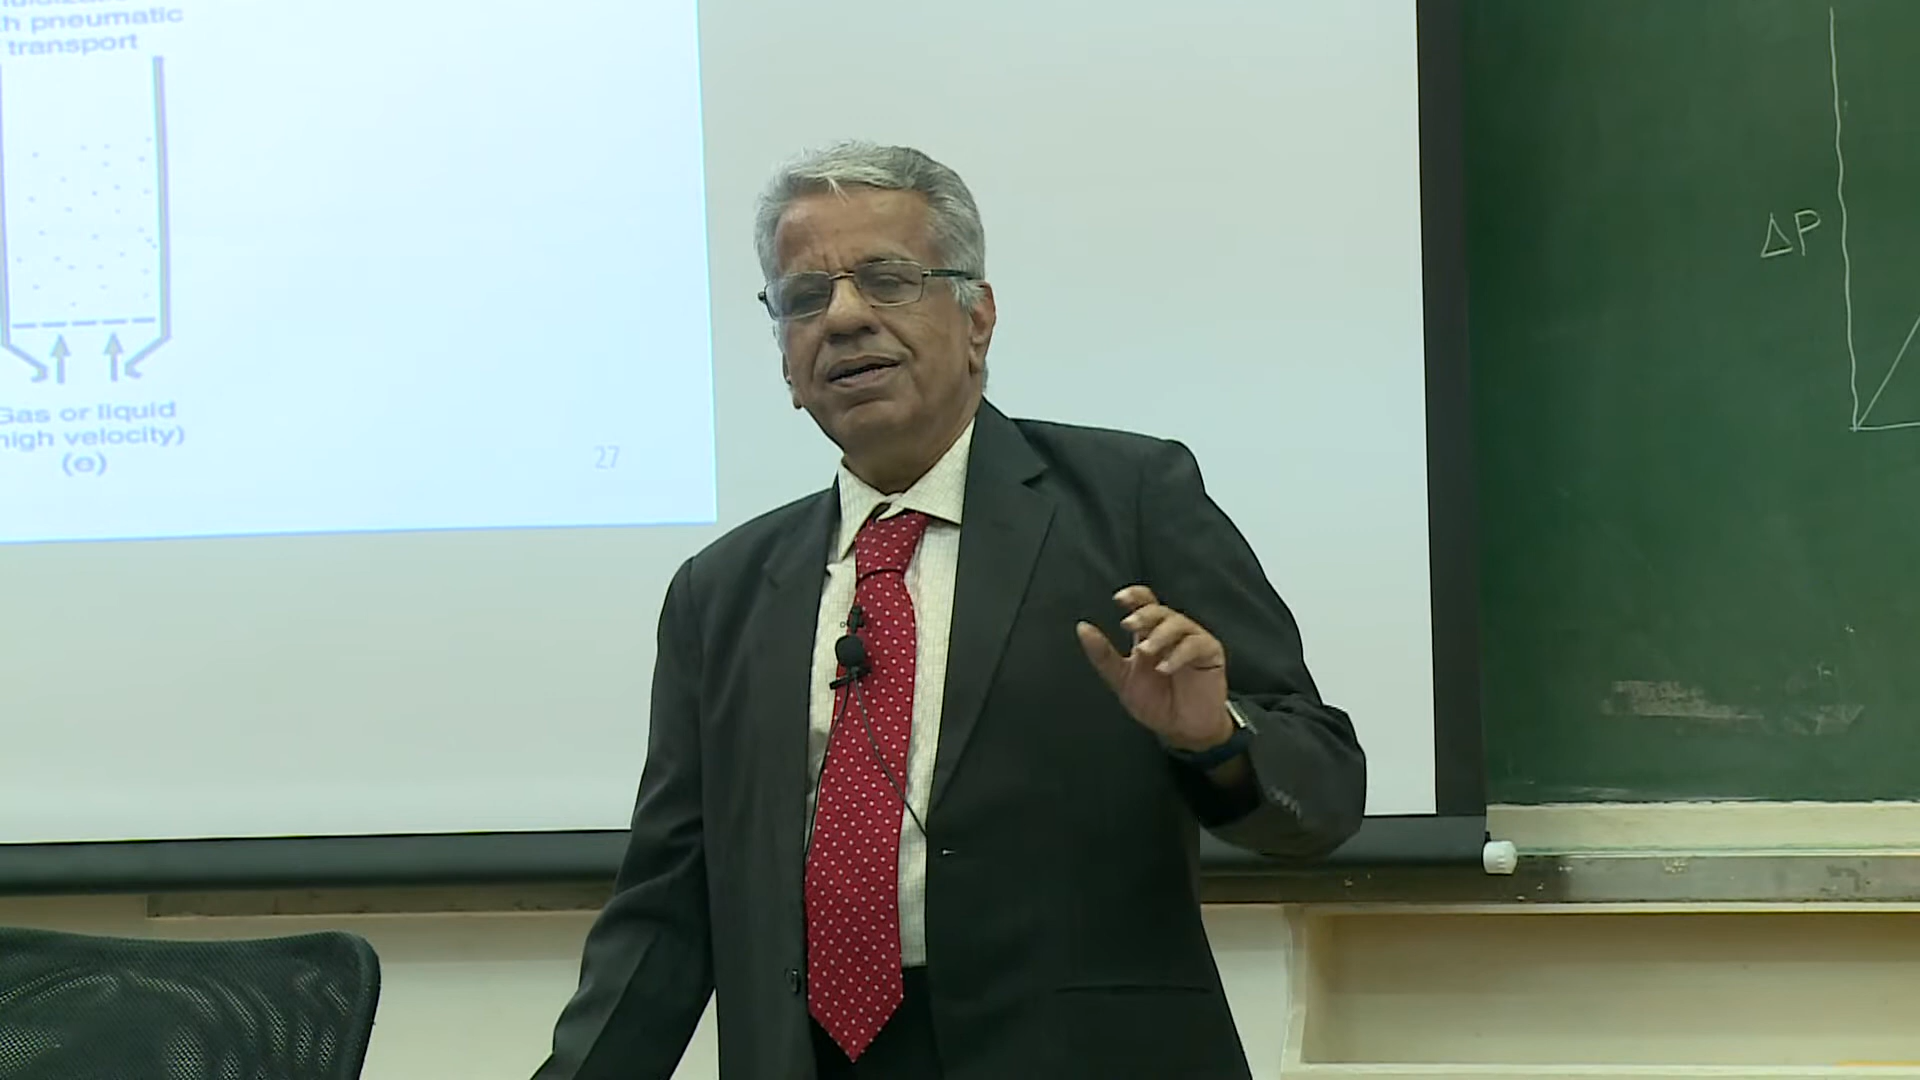 pneumatic
transport
Gas or liquid
high velocity)
(e)
27
ΔP